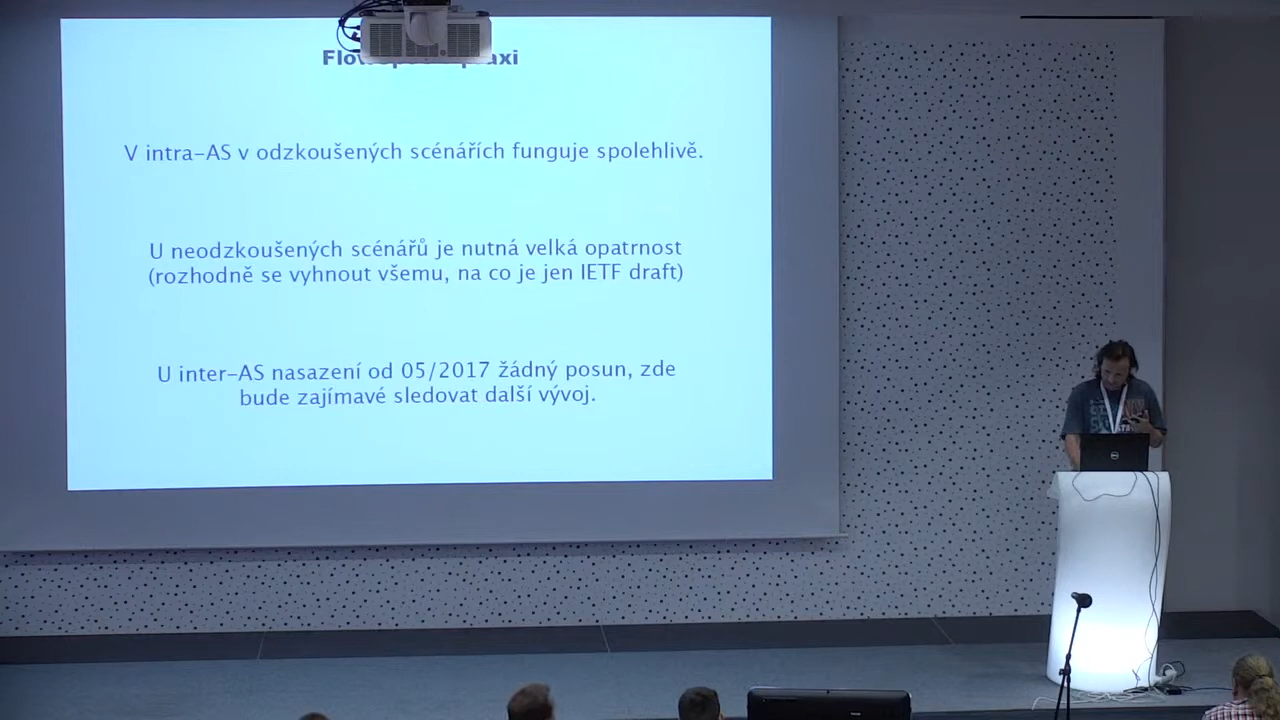 V intra-AS v odzkoušených scénářích funguje spolehlivě.
U neodzkoušených scénářů je nutná velká opatrnost
(rozhodně se vyhnout všemu, na co je jen IETF draft)
U inter-AS nasazení od 05/2017 žádný posun, zde
bude zajímavé sledovat další vývoj.